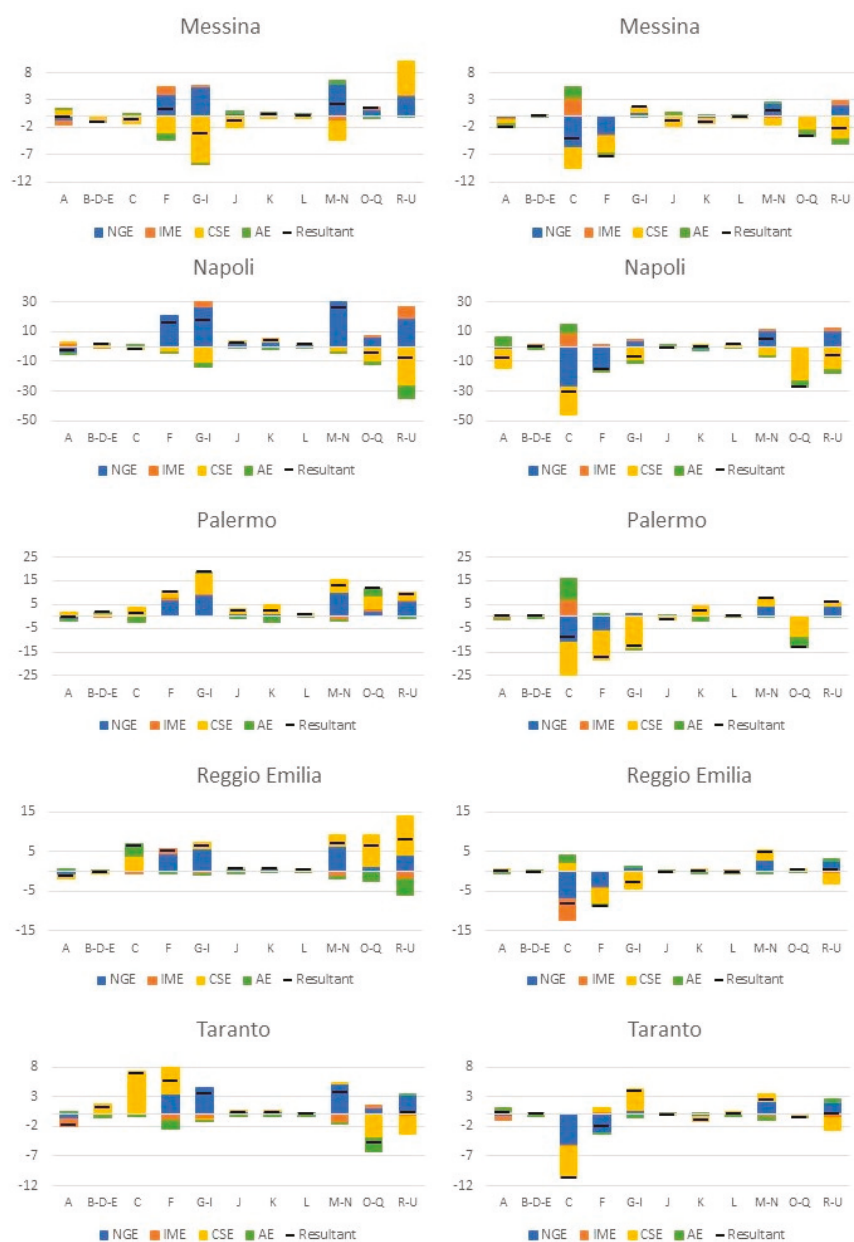 Messina
8
3
-2
-7
-12
A B-D-E C F G-I J K L M-N O-Q R-U
NGE IME CSE AE Resultant
Messina
8
3
-2
-7
-12
A B-D-E C F G-I J K L M-N O-Q R-U
NGE IME CSE AE Resultant
Napoli
30
10
-10
-30
-50
A B-D-E C F G-I J K L M-N O-Q R-U
NGE IME CSE AE Resultant
Napoli
30
10
-10
-30
-50
A B-D-E C F G-I J K L M-N O-Q R-U
NGE IME CSE AE Resultant
Palermo
25
15
5
-5
-15
-25
A B-D-E C F G-I J K L M-N O-Q R-U
NGE IME CSE AE Resultant
Palermo
25
15
5
-5
-15
-25
A B-D-E C F G-I J K L M-N O-Q R-U
NGE IME CSE AE Resultant
Reggio Emilia
15
5
-5
-15
A B-D-E C F G-I J K L M-N O-Q R-U
NGE IME CSE AE Resultant
Reggio Emilia
15
5
-5
-15
A B-D-E C F G-I J K L M-N O-Q R-U
NGE IME CSE AE Resultant
Taranto
8
3
-2
-7
-12
A B-D-E C F G-I J K L M-N O-Q R-U
NGE IME CSE AE Resultant
Taranto
8
3
-2
-7
-12
A B-D-E C F G-I J K L M-N O-Q R-U
NGE IME CSE AE Resultant